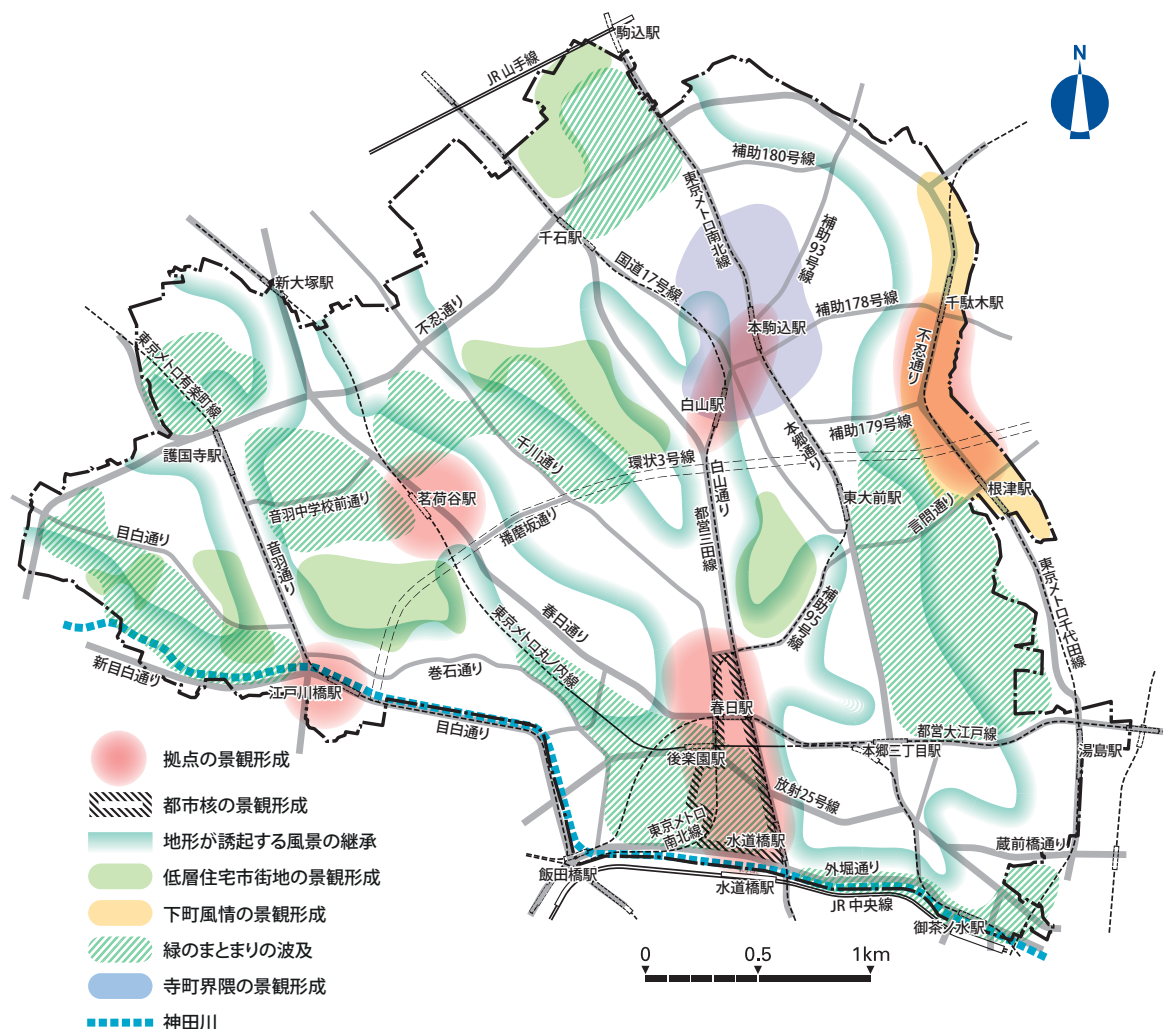 駒込駅
JR山手線
N
補助180号線
東京メトロ南北線
補助93号線
千石駅
国道17号線
新大塚駅
不忍通り
補助178号線
千駄木駅
本駒込駅
不忍通り
東京メトロ有楽町線
白山駅
補助179号線
本郷通り
千川通り
環状3号線
護国寺駅
白山通り
茗荷谷駅
音羽中学校前通り
東大前駅
根津駅
言問通り
播磨坂通り
都営三田線
目白通り
音羽通り
東京メトロ千代田線
補助95号線
春日通り
東京メトロ丸ノ内線
新目白通り
巻石通り
江戸川橋駅
春日駅
目白通り
都営大江戸線
本郷三丁目駅
湯島駅
後楽園駅
放射25号線
東京メトロ
南北線
水道橋駅
蔵前橋通り
外堀通り
飯田橋駅
水道橋駅
JR中央線
御茶ノ水駅
拠点の景観形成
都市核の景観形成
地形が誘起する風景の継承
低層住宅市街地の景観形成
下町風情の景観形成
緑のまとまりの波及
寺町界隈の景観形成
神田川
0 0.5 1km